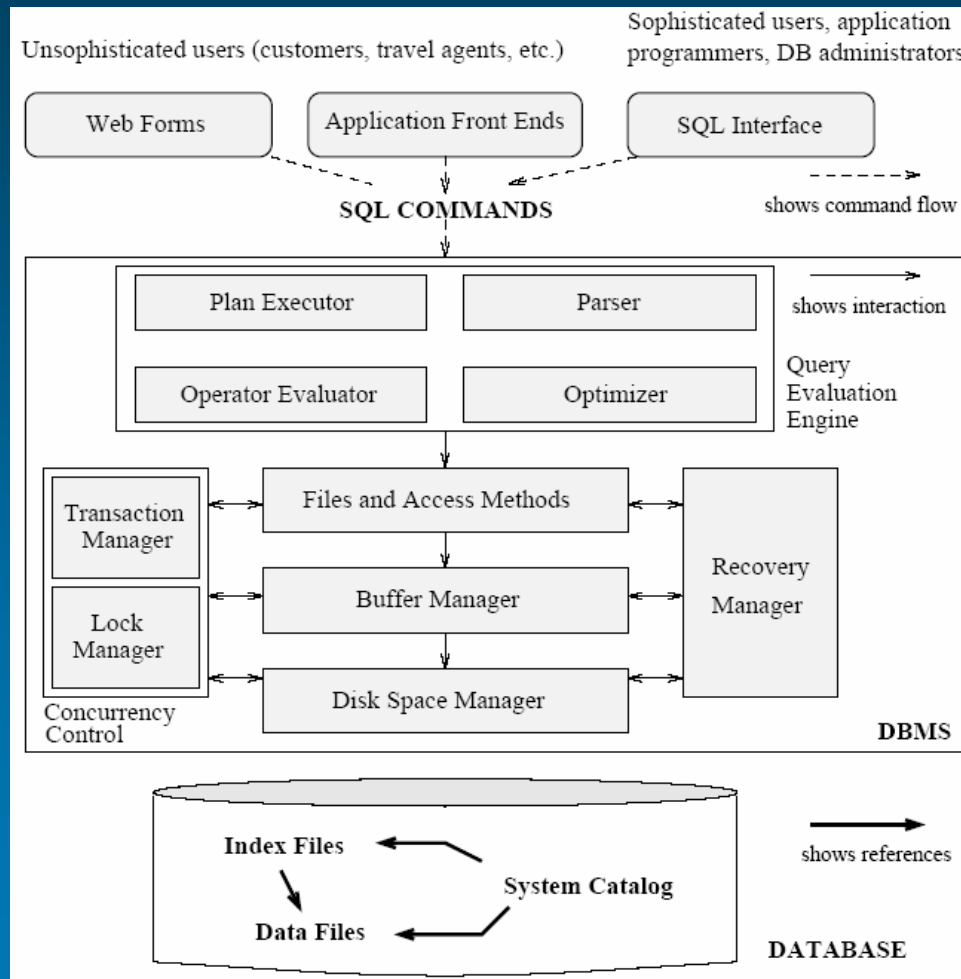 Unsophisticated users (customers, travel agents, etc.)
Sophisticated users, application
programmers, DB administrators
Web Forms
Application Front Ends
SQL Interface
SQL COMMANDS
shows command flow
Plan Executor
Parser
shows interaction
Operator Evaluator
Optimizer
Query
Evaluation
Engine
Files and Access Methods
Transaction
Manager
Buffer Manager
Recovery
Manager
Lock
Manager
Disk Space Manager
Concurrency
Control
DBMS
Index Files
System Catalog
Data Files
shows references
DATABASE